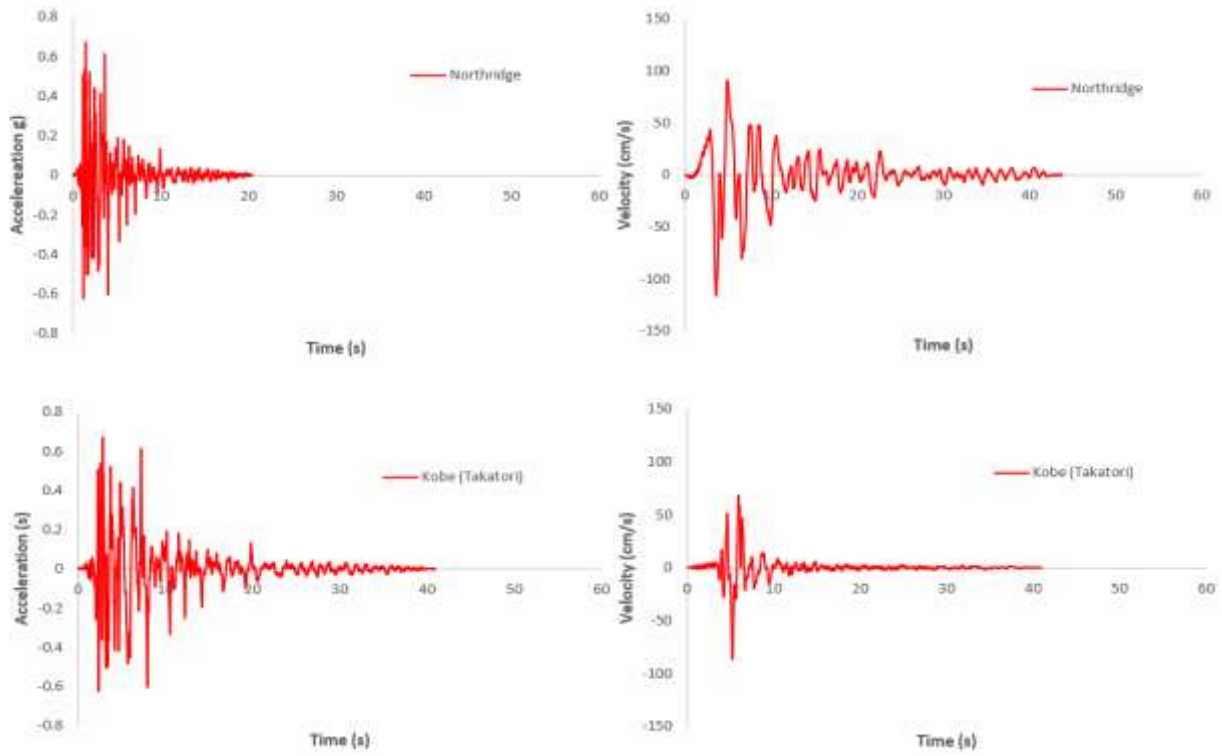 0.8
0.6
0.4
0.2
0
-0.2
-0.4
-0.6
-0.8
0 10 20 30 40 50 60
Accelereation g)
Time (s)
Northridge
150
100
50
0
-50
-100
-150
0 10 20 30 40 50 60
Velocity (cm/s)
Time (s)
Northridge
0.8
0.6
0.4
0.2
0
-0.2
-0.4
-0.6
-0.8
0 10 20 30 40 50 60
Acceleration (s)
Time (s)
Kobe (Takatori)
150
100
50
0
-50
-100
-150
0 10 20 30 40 50 60
Velocity (cm/s)
Time (s)
Kobe (Takatori)